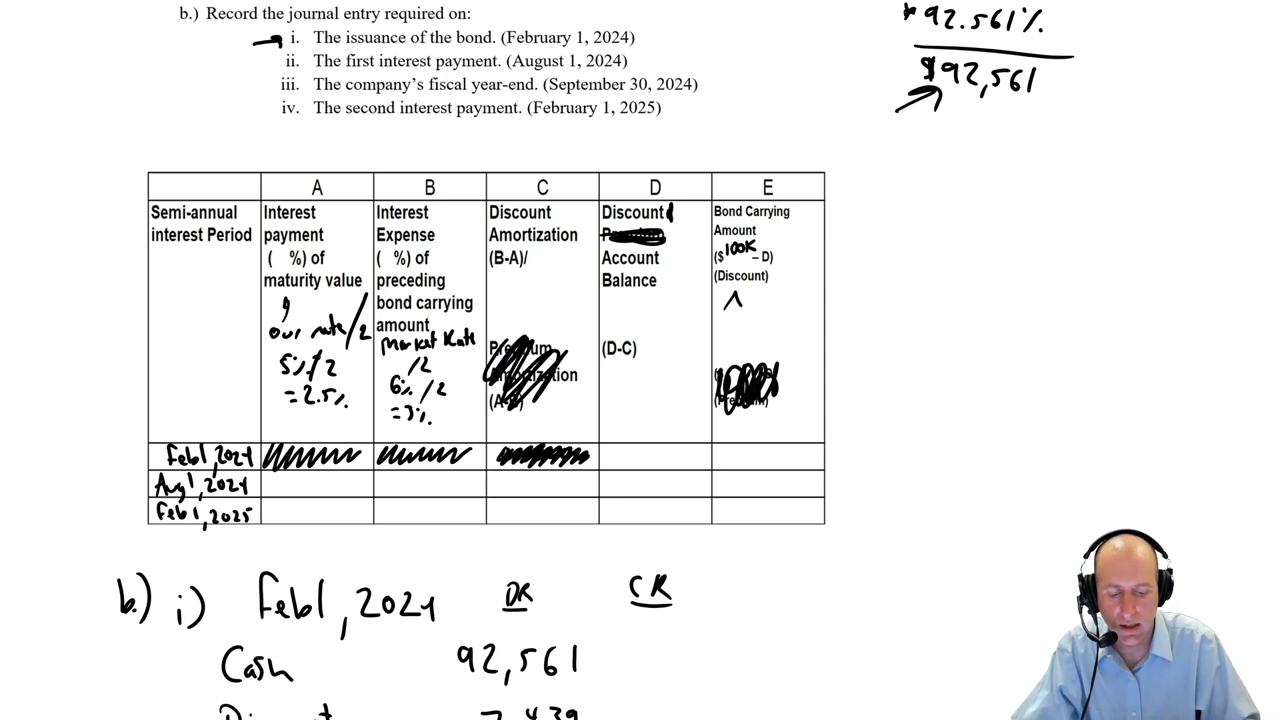 b.) Record the journal entry required on:
i. The issuance of the bond. (February 1, 2024)
ii. The first interest payment. (August 1, 2024)
iii. The company's fiscal year-end. (September 30, 2024)
iv. The second interest payment. (February 1, 2025)
* 92.561%
$92,561
A B C D E
Semi-annual interest Period
Interest payment ( %) of maturity value
our rate/2
5%/2
=2.5%
Interest Expense ( %) of preceding bond carrying amount
Market Rate
/2
6%/2
=3%
Discount Amortization (B-A)/
Discount
Account Balance
(D-C)
Bond Carrying Amount
($100K – D)
(Discount)
Feb 1, 2024
Aug 1, 2024
Feb 1, 2025
b.) i) Feb 1, 2024 DR CR
Cash 92,561
7,439